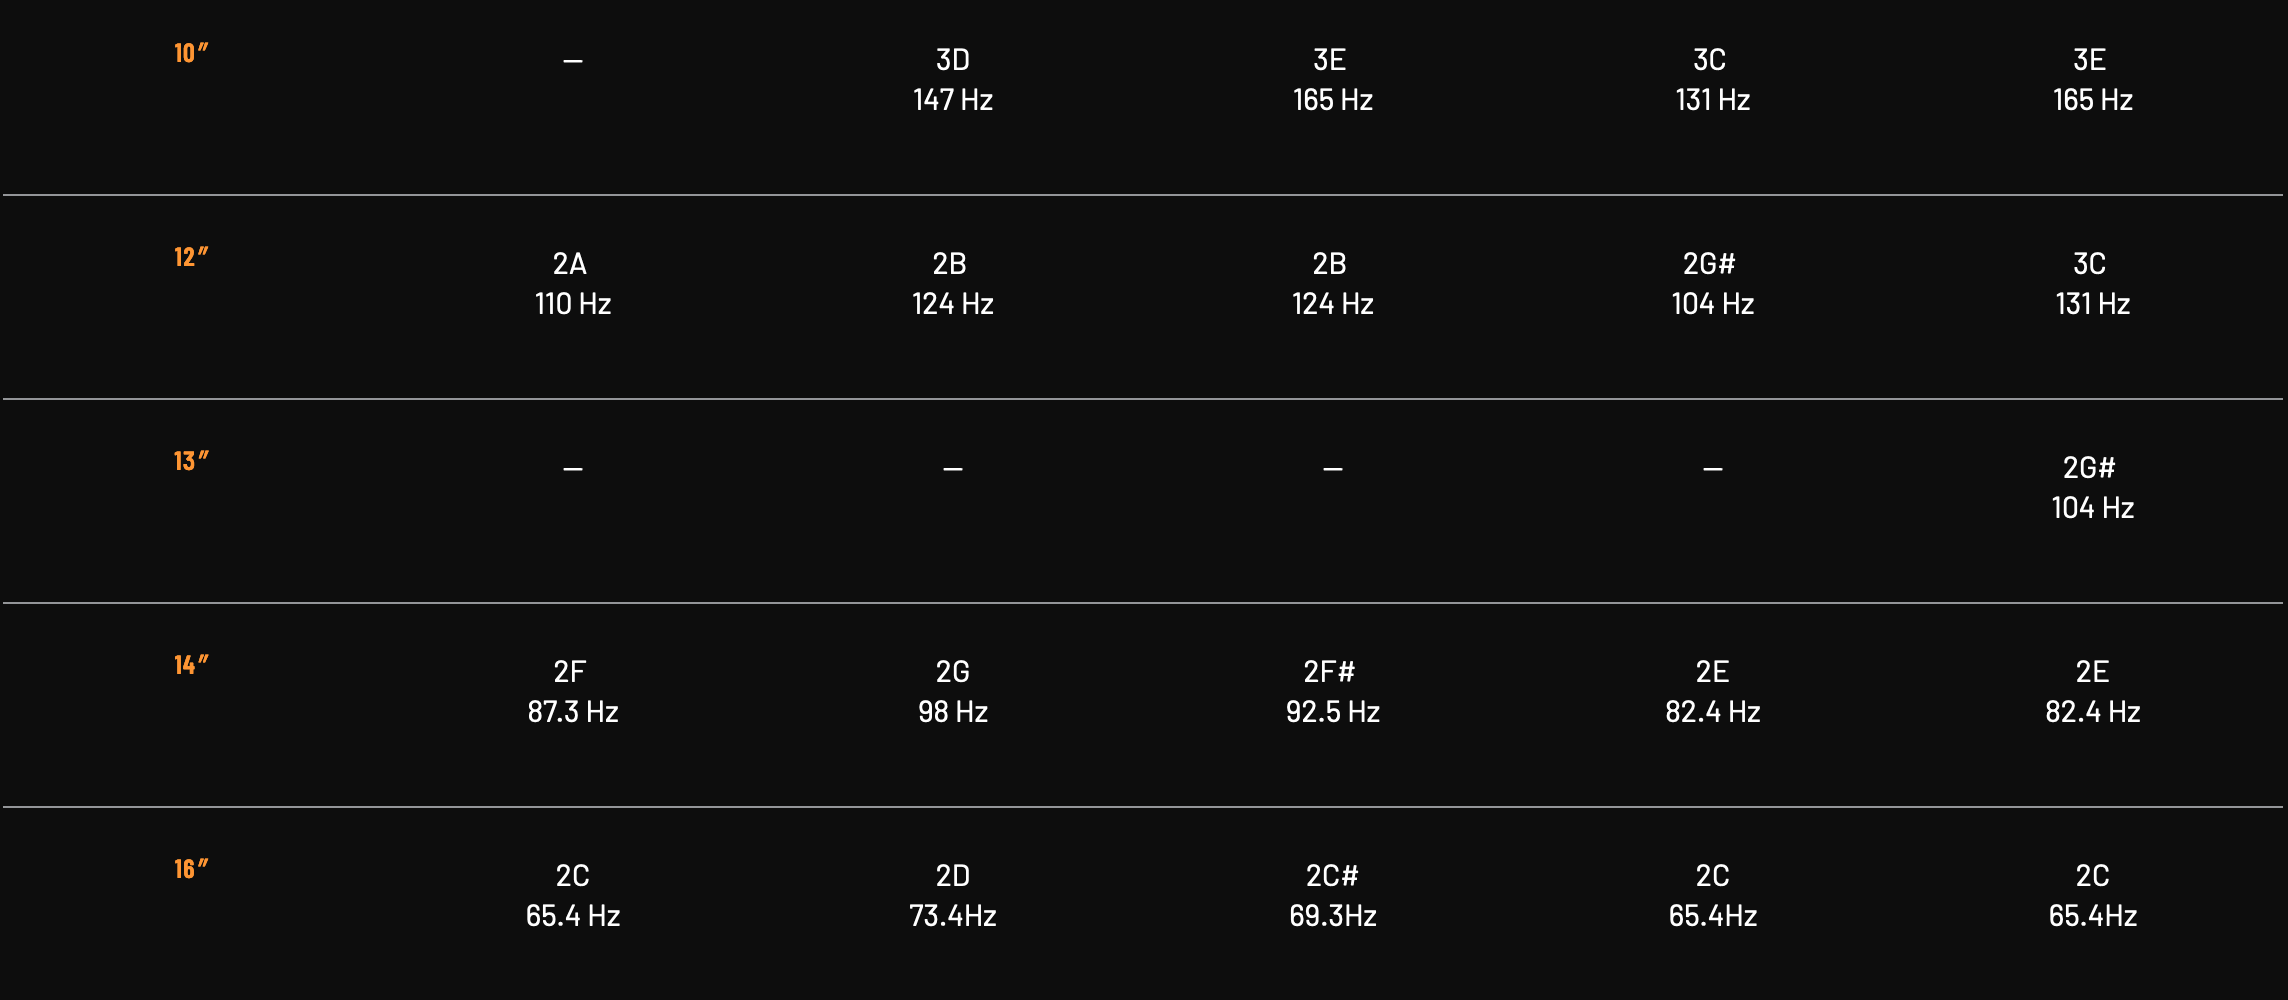 10″ — 3D 3E 3C 3E
147 Hz 165 Hz 131 Hz 165 Hz
12″ 2A 2B 2B 2G# 3C
110 Hz 124 Hz 124 Hz 104 Hz 131 Hz
13″ — — — — 2G#
104 Hz
14″ 2F 2G 2F# 2E 2E
87.3 Hz 98 Hz 92.5 Hz 82.4 Hz 82.4 Hz
16″ 2C 2D 2C# 2C 2C
65.4 Hz 73.4Hz 69.3Hz 65.4Hz 65.4Hz